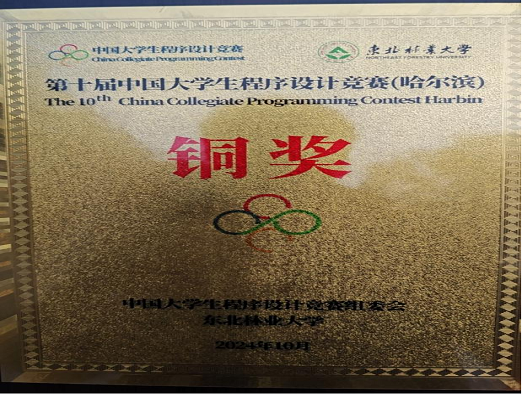 中国大学生程序设计竞赛
China Collegiate Programming Contest
東北林業大學
NORTHEAST FORESTRY UNIVERSITY
第十届中国大学生程序设计竞赛(哈尔滨)
The 10th China Collegiate Programming Contest Harbin
铜奖
中国大学生程序设计竞赛组委会
东北林业大学
2024年10月